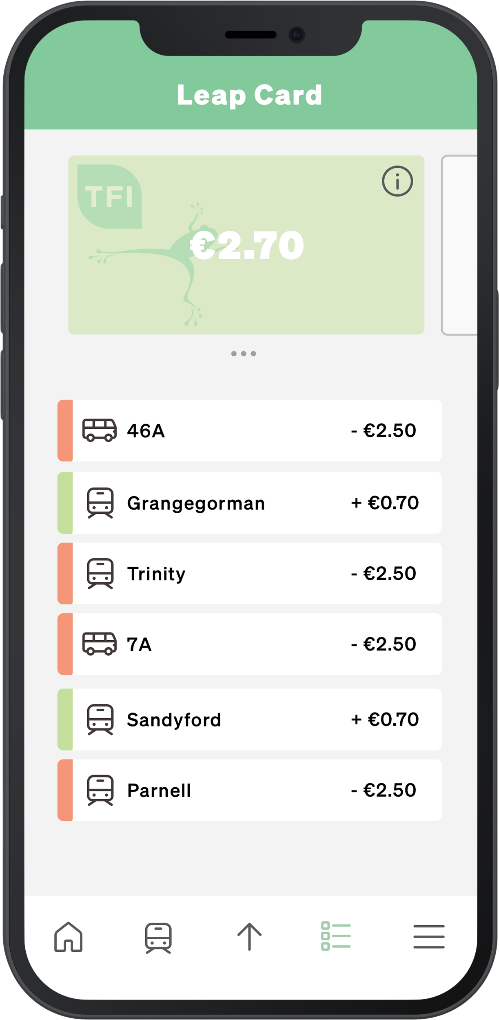 Leap Card
TFI
€2.70
46A - €2.50
Grangegorman + €0.70
Trinity - €2.50
7A - €2.50
Sandyford + €0.70
Parnell - €2.50